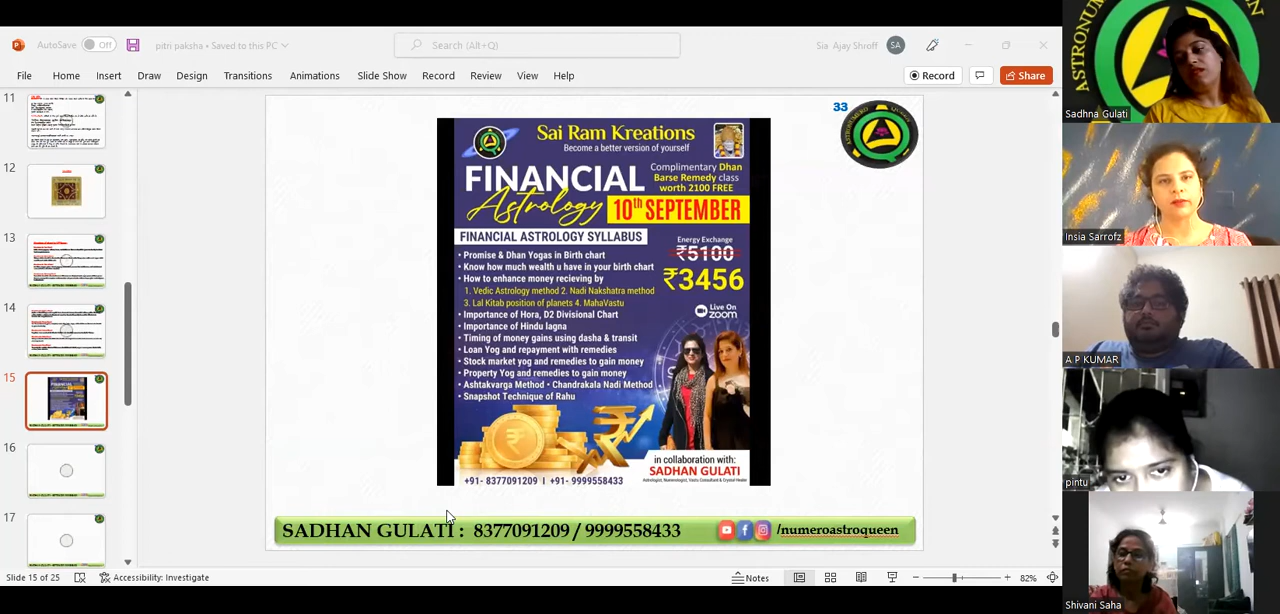 AutoSave Off pitri paksha • Saved to this PC
Search (Alt+Q)
Sia Ajay Shroff SA
File Home Insert Draw Design Transitions Animations Slide Show Record Review View Help
Record Share
11
12
13
14
15
16
17
33
Sai Ram Kreations
Become a better version of yourself
FINANCIAL
Astrology
Complimentary Dhan
Barse Remedy class
worth 2100 FREE
10th SEPTEMBER
FINANCIAL ASTROLOGY SYLLABUS
Energy Exchange
₹5100
₹3456
Live On
zoom
• Promise & Dhan Yogas in Birth chart
• Know how much wealth u have in your birth chart
• How to enhance money recieving by
1. Vedic Astrology method 2. Nadi Nakshatra method
3. Lal Kitab position of planets 4. MahaVastu
• Importance of Hora, D2 Divisional Chart
• Importance of Hindu lagna
• Timing of money gains using dasha & transit
• Loan Yog and repayment with remedies
• Stock market yog and remedies to gain money
• Property Yog and remedies to gain money
• Ashtakvarga Method • Chandrakala Nadi Method
• Snapshot Technique of Rahu
in collaboration with:
SADHAN GULATI
Astrologist, Numerologist, Vastu Consultant & Crystal Healer
+91- 8377091209 | +91- 9999558433
SADHAN GULATI : 8377091209 / 9999558433
/numeroastroqueen
Slide 15 of 25 Accessibility: Investigate
Notes
82%
Sadhna Gulati
Insia Sarrofz
A P KUMAR
pintu
Shivani Saha